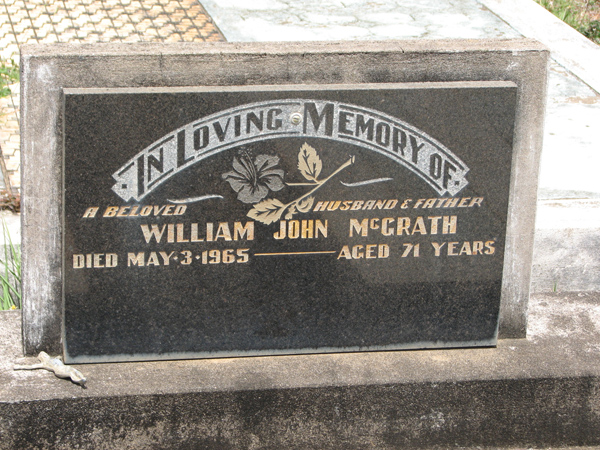 IN LOVING MEMORY OF
A BELOVED HUSBAND & FATHER
WILLIAM JOHN McGRATH
DIED MAY·3·1965 — AGED 71 YEARS